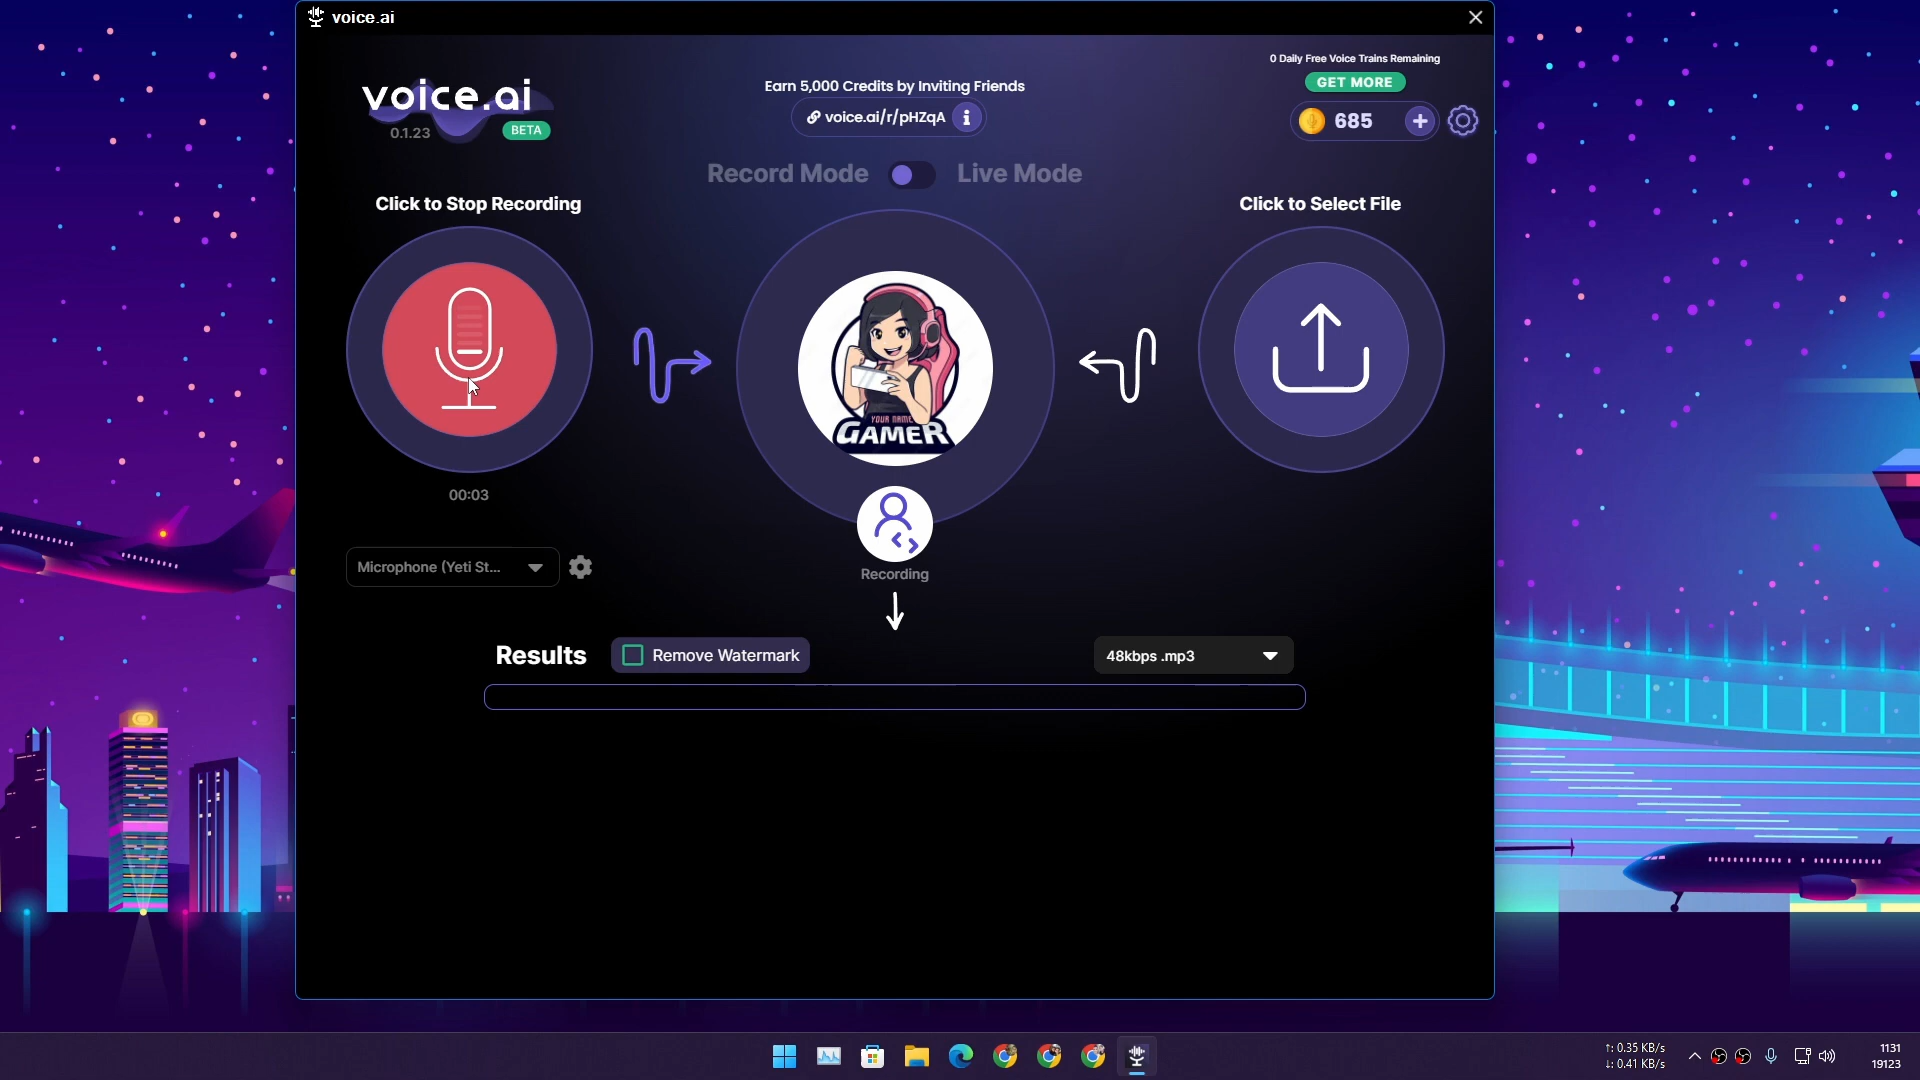 voice.ai
voice.ai
0.1.23
BETA
Earn 5,000 Credits by Inviting Friends
voice.ai/r/pHZqA
0 Daily Free Voice Trains Remaining
GET MORE
685
Record Mode
Live Mode
Click to Stop Recording
Click to Select File
YOUR NAME
GAMER
00:03
Microphone (Yeti St...
Recording
Results
Remove Watermark
48kbps .mp3
↑: 0.35 KB/s
↓: 0.41 KB/s
1131
19123